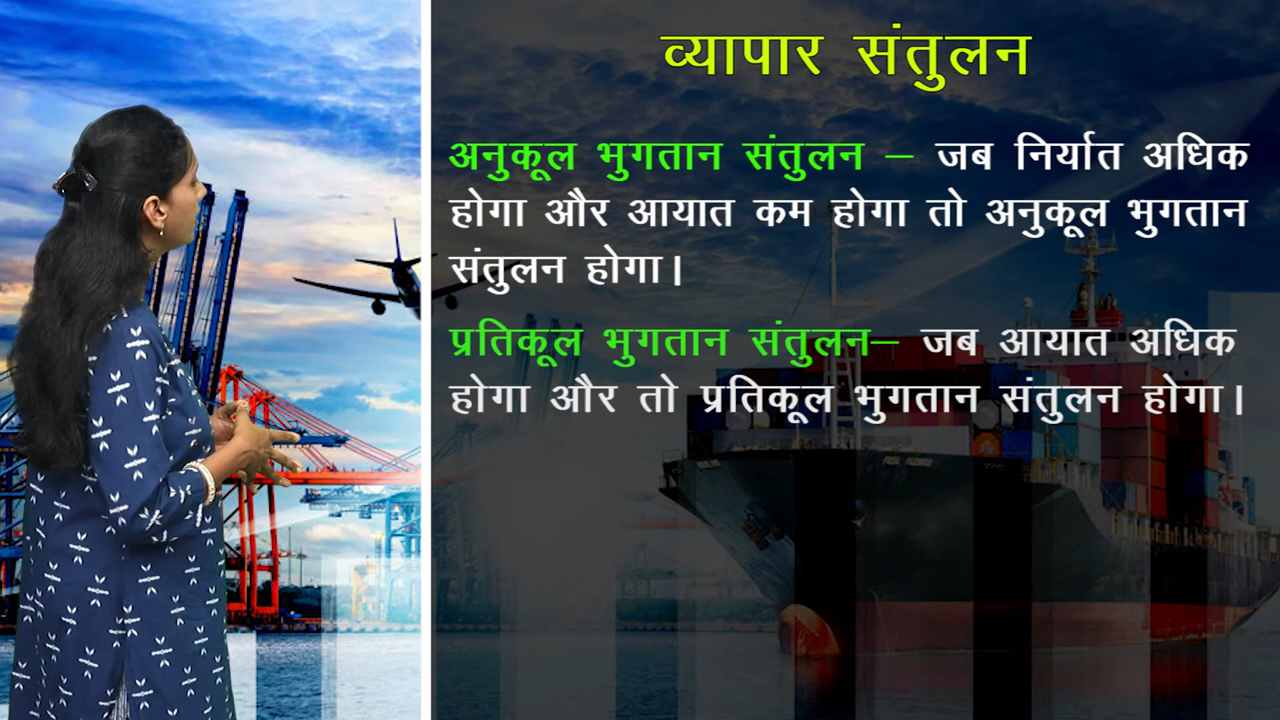 व्यापार संतुलन
अनुकूल भुगतान संतुलन – जब निर्यात अधिक
होगा और आयात कम होगा तो अनुकूल भुगतान
संतुलन होगा।
प्रतिकूल भुगतान संतुलन– जब आयात अधिक
होगा और तो प्रतिकूल भुगतान संतुलन होगा।